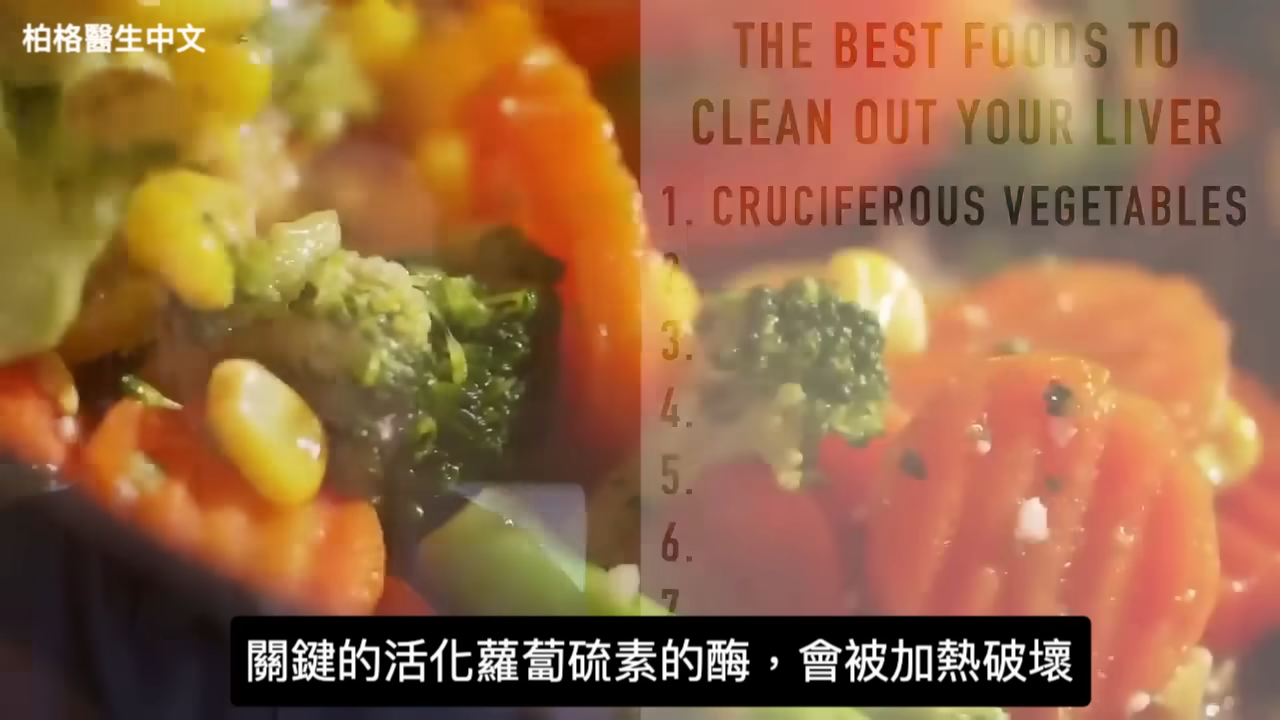 柏格醫生中文
THE BEST FOODS TO
CLEAN OUT YOUR LIVER
1. CRUCIFEROUS VEGETABLES
2
3.
4.
5.
6.
7
關鍵的活化蘿蔔硫素的酶，會被加熱破壞